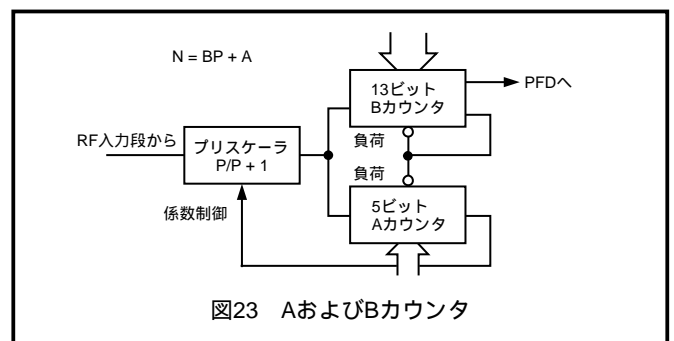 N = BP + A
13ビット
Bカウンタ
PFDへ
RF入力段から
プリスケーラ
P/P + 1
負荷
負荷
係数制御
5ビット
Aカウンタ
図23 AおよびBカウンタ